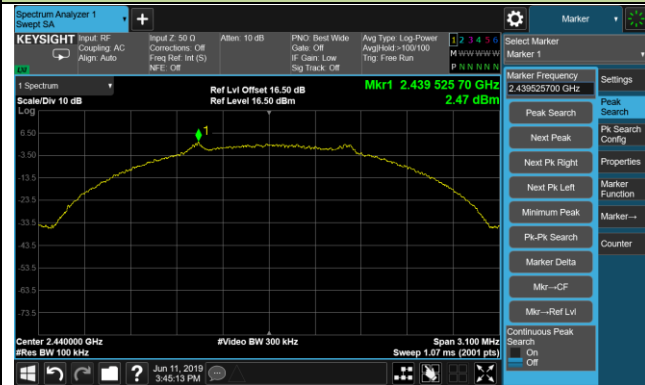 Spectrum Analyzer 1
Swept SA
Marker
KEYSIGHT
Input: RF
Coupling: AC
Align: Auto
Input Z: 50 Ω
Corrections: Off
Freq Ref: Int (S)
NFE: Off
Atten: 10 dB
PNO: Best Wide
Gate: Off
IF Gain: Low
Sig Track: Off
Avg Type: Log-Power
Avg|Hold:>100/100
Trig: Free Run
1 2 3 4 5 6
M W W W W W
P N N N N N
LXI
Select Marker
Marker 1
1 Spectrum
Scale/Div 10 dB
Log
Ref Lvl Offset 16.50 dB
Ref Level 16.50 dBm
Mkr1 2.439 525 70 GHz
2.47 dBm
1
6.50
-3.50
-13.5
-23.5
-33.5
-43.5
-53.5
-63.5
-73.5
Center 2.440000 GHz
#Res BW 100 kHz
#Video BW 300 kHz
Span 3.100 MHz
Sweep 1.07 ms (2001 pts)
Marker Frequency
2.439525700 GHz
Peak Search
Next Peak
Next Pk Right
Next Pk Left
Minimum Peak
Pk-Pk Search
Marker Delta
Mkr→CF
Mkr→Ref Lvl
Continuous Peak
Search
On
Off
Settings
Peak
Search
Pk Search
Config
Properties
Marker
Function
Marker→
Counter
?
Jun 11, 2019
3:45:13 PM